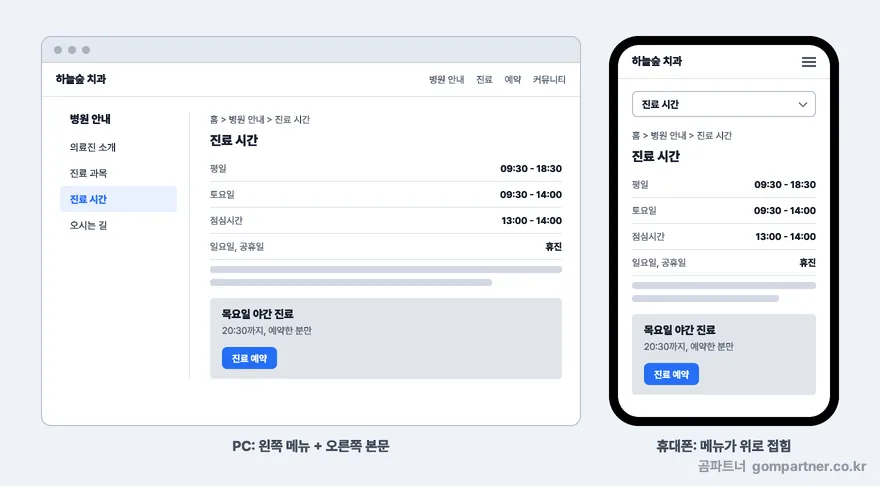 하늘숲 치과
병원 안내 진료 예약 커뮤니티
병원 안내
의료진 소개
진료 과목
진료 시간
오시는 길
홈 > 병원 안내 > 진료 시간
진료 시간
평일 09:30 - 18:30
토요일 09:30 - 14:00
점심시간 13:00 - 14:00
일요일, 공휴일 휴진
목요일 야간 진료
20:30까지, 예약한 분만
진료 예약
PC: 왼쪽 메뉴 + 오른쪽 본문
하늘숲 치과
진료 시간
홈 > 병원 안내 > 진료 시간
진료 시간
평일 09:30 - 18:30
토요일 09:30 - 14:00
점심시간 13:00 - 14:00
일요일, 공휴일 휴진
목요일 야간 진료
20:30까지, 예약한 분만
진료 예약
휴대폰: 메뉴가 위로 접힘
곰파트너 gompartner.co.kr